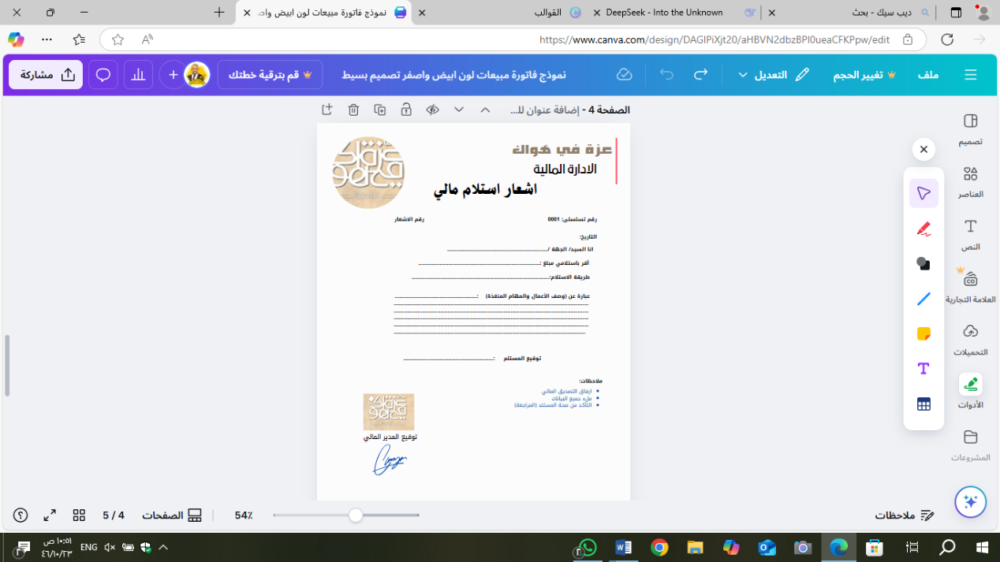 ديب سيك - بحث
DeepSeek - Into the Unknown
القوالب
نموذج فاتورة مبيعات لون ابيض واص
https://www.canva.com/design/DAGlPiXjt20/aHBVN2dbzBPl0ueaCFKPpw/edit
ملف
تغيير الحجم
التعديل
نموذج فاتورة مبيعات لون ابيض واصفر تصميم بسيط
قم بترقية خطتك
مشاركة
الصفحة 4 - إضافة عنوان للـ...
عزة في هواك
الادارة المالية
اشعار استلام مالي
رقم تسلسلي: 0001
رقم الاشعار
التاريخ:
انا السيد/ الجهة /
أقر باستلامي مبلغ :
طريقة الاستلام:
عبارة عن (وصف الأعمال والمهام المنفذة) :
توقيع المستلم :
ملاحظات:
ارفاق التصديق المالي
ملء جميع البيانات
التأكد من صحة المستند (المراجعة)
توقيع المدير المالي
تصميم
العناصر
النص
العلامة التجارية
CO
التحميلات
الأدوات
المشروعات
ملاحظات
54%
الصفحات
5 / 4
ENG
١٠:٥١ ص
٤٦/١٠/٢٣